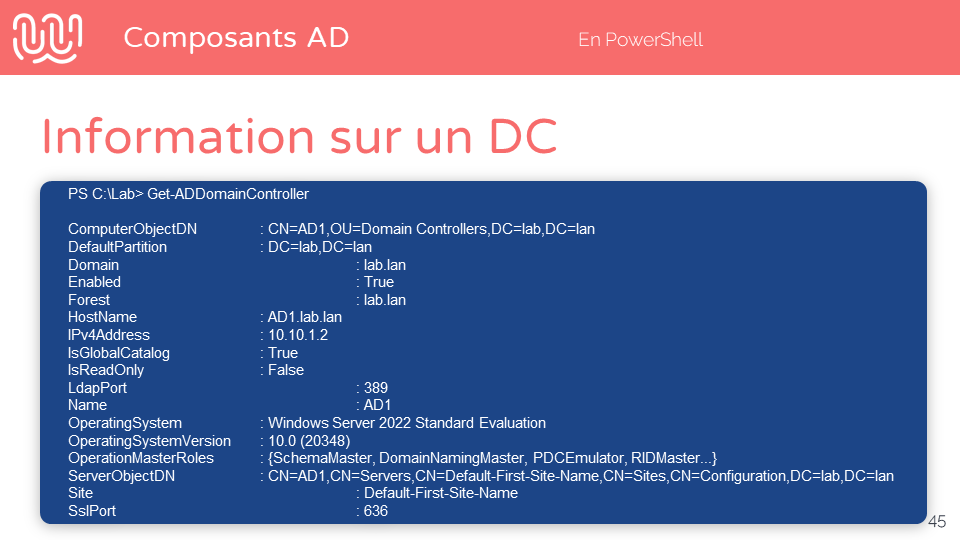 Composants AD
En PowerShell
Information sur un DC
PS C:\Lab> Get-ADDomainController
ComputerObjectDN : CN=AD1,OU=Domain Controllers,DC=lab,DC=lan
DefaultPartition : DC=lab,DC=lan
Domain : lab.lan
Enabled : True
Forest : lab.lan
HostName : AD1.lab.lan
IPv4Address : 10.10.1.2
IsGlobalCatalog : True
IsReadOnly : False
LdapPort : 389
Name : AD1
OperatingSystem : Windows Server 2022 Standard Evaluation
OperatingSystemVersion : 10.0 (20348)
OperationMasterRoles : {SchemaMaster, DomainNamingMaster, PDCEmulator, RIDMaster...}
ServerObjectDN : CN=AD1,CN=Servers,CN=Default-First-Site-Name,CN=Sites,CN=Configuration,DC=lab,DC=lan
Site : Default-First-Site-Name
SslPort : 636
45